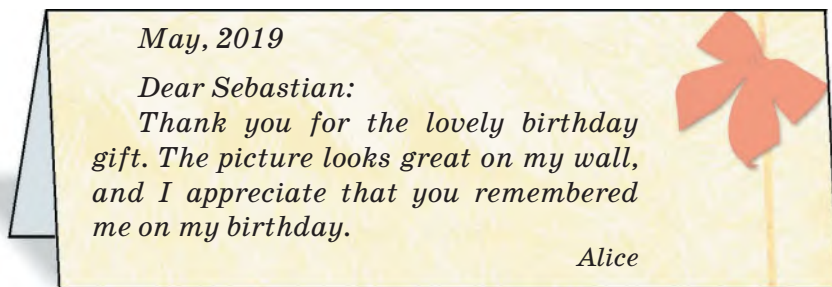 May, 2019
Dear Sebastian:
Thank you for the lovely birthday
gift. The picture looks great on my wall,
and I appreciate that you remembered
me on my birthday.
Alice